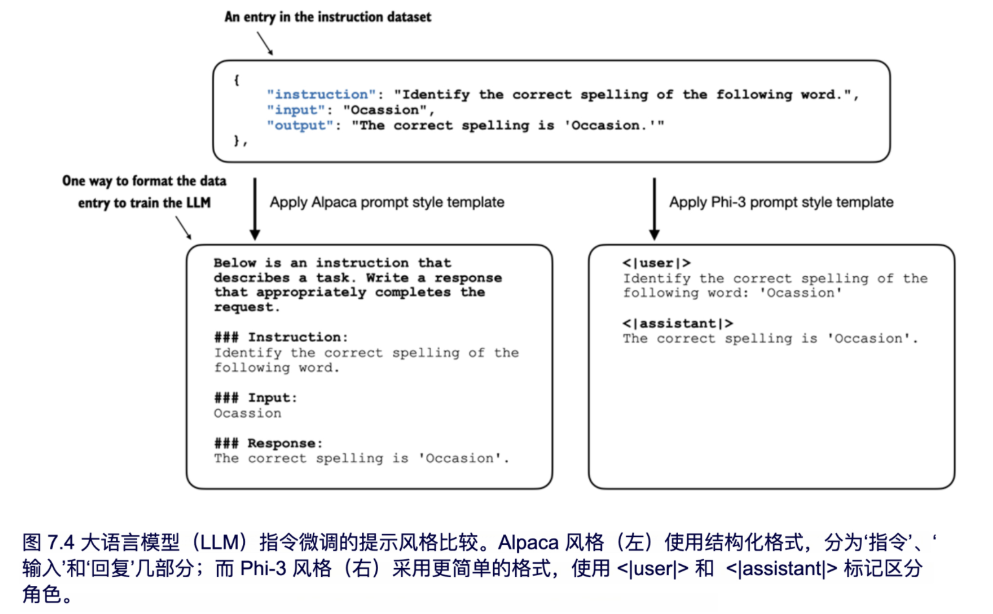 An entry in the instruction dataset
{
"instruction": "Identify the correct spelling of the following word.",
"input": "Ocassion",
"output": "The correct spelling is 'Occasion.'"
},
One way to format the data
entry to train the LLM
Apply Alpaca prompt style template
Apply Phi-3 prompt style template
Below is an instruction that
describes a task. Write a response
that appropriately completes the
request.
### Instruction:
Identify the correct spelling of the
following word.
### Input:
Ocassion
### Response:
The correct spelling is 'Occasion'.
<|user|>
Identify the correct spelling of the
following word: 'Ocassion'
<|assistant|>
The correct spelling is 'Occasion'.
图 7.4 大语言模型（LLM）指令微调的提示风格比较。Alpaca 风格（左）使用结构化格式，分为‘指令’、‘
输入’和‘回复’几部分；而 Phi-3 风格（右）采用更简单的格式，使用 <|user|> 和 <|assistant|> 标记区分
角色。